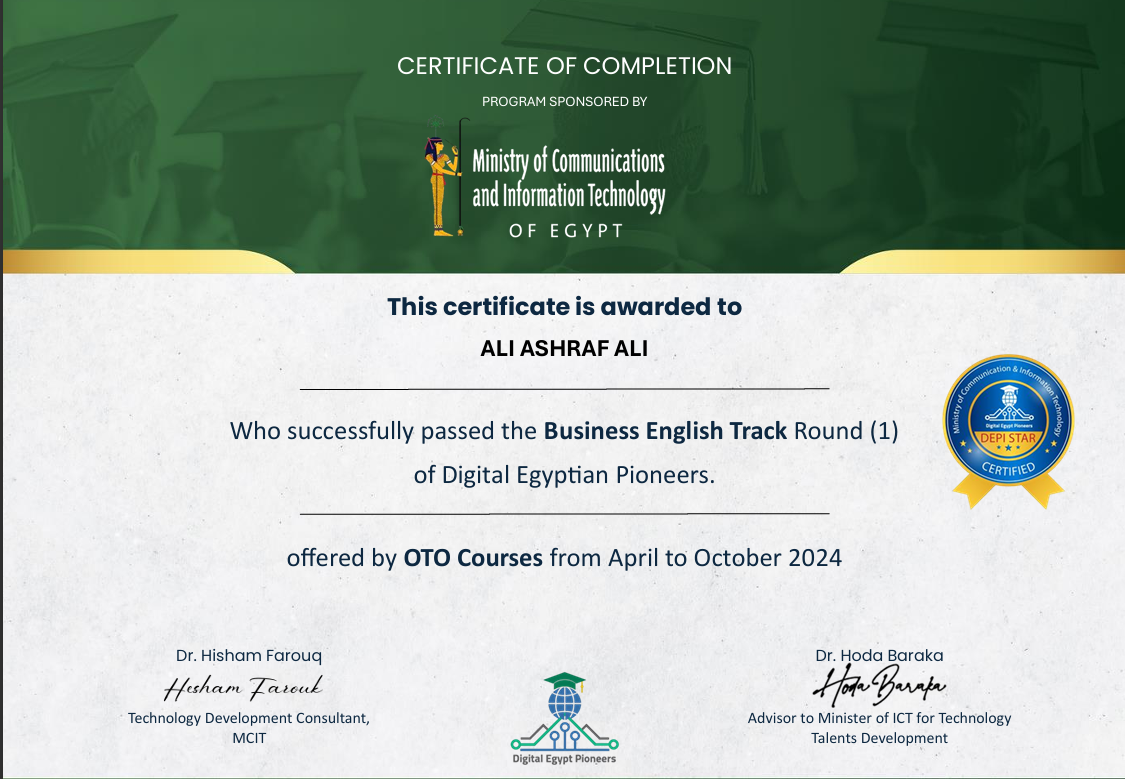 CERTIFICATE OF COMPLETION
PROGRAM SPONSORED BY
Ministry of Communications
and Information Technology
OF EGYPT
This certificate is awarded to
ALI ASHRAF ALI
Who successfully passed the Business English Track Round (1)
of Digital Egyptian Pioneers.
offered by OTO Courses from April to October 2024
Ministry of Communication & Information Technology
Digital Egypt Pioneers
DEPI STAR
CERTIFIED
Dr. Hisham Farouq
Hesham Farouk
Technology Development Consultant,
MCIT
Digital Egypt Pioneers
Dr. Hoda Baraka
Hoda Baraka
Advisor to Minister of ICT for Technology
Talents Development